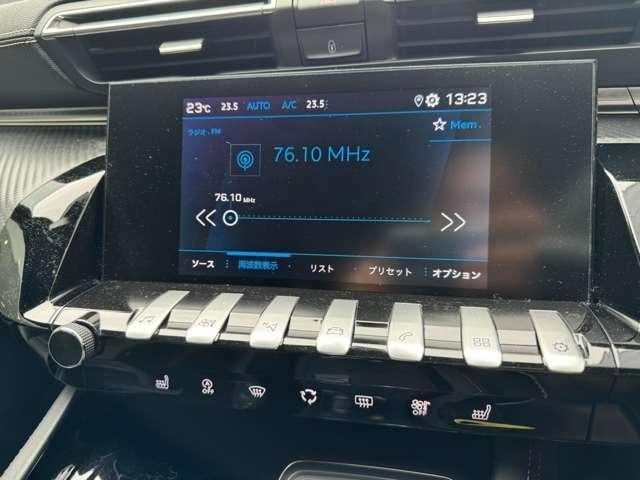 23℃ 23.5 AUTO A/C 23.5 13:23
ラジオ FM
Mem.
76.10 MHz
76.10 MHz
ソース 周波数表示 リスト プリセット オプション
OFF OFF